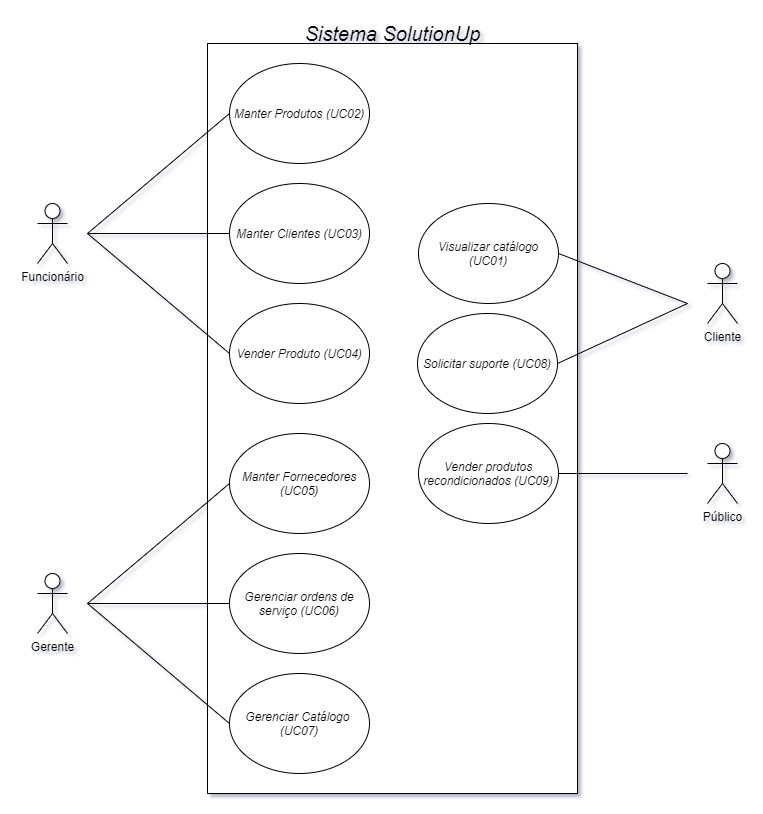 Sistema SolutionUp
Manter Produtos (UC02)
Manter Clientes (UC03)
Funcionário
Vender Produto (UC04)
Visualizar catálogo
(UC01)
Solicitar suporte (UC08)
Cliente
Manter Fornecedores
(UC05)
Vender produtos
recondicionados (UC09)
Público
Gerenciar ordens de
serviço (UC06)
Gerente
Gerenciar Catálogo
(UC07)